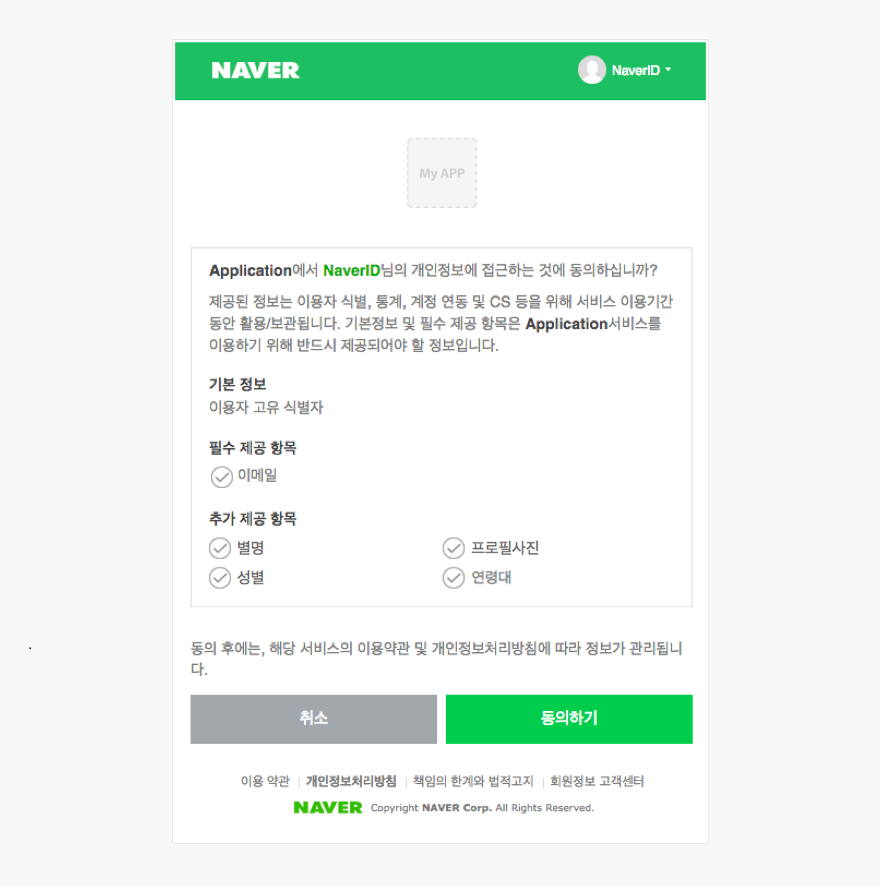 NAVER
NaverID
My APP
Application에서 NaverID님의 개인정보에 접근하는 것에 동의하십니까?
제공된 정보는 이용자 식별, 통계, 계정 연동 및 CS 등을 위해 서비스 이용기간
동안 활용/보관됩니다. 기본정보 및 필수 제공 항목은 Application서비스를
이용하기 위해 반드시 제공되어야 할 정보입니다.
기본 정보
이용자 고유 식별자
필수 제공 항목
이메일
추가 제공 항목
별명 프로필사진
성별 연령대
동의 후에는, 해당 서비스의 이용약관 및 개인정보처리방침에 따라 정보가 관리됩니
다.
취소 동의하기
이용 약관 | 개인정보처리방침 | 책임의 한계와 법적고지 | 회원정보 고객센터
NAVER Copyright NAVER Corp. All Rights Reserved.